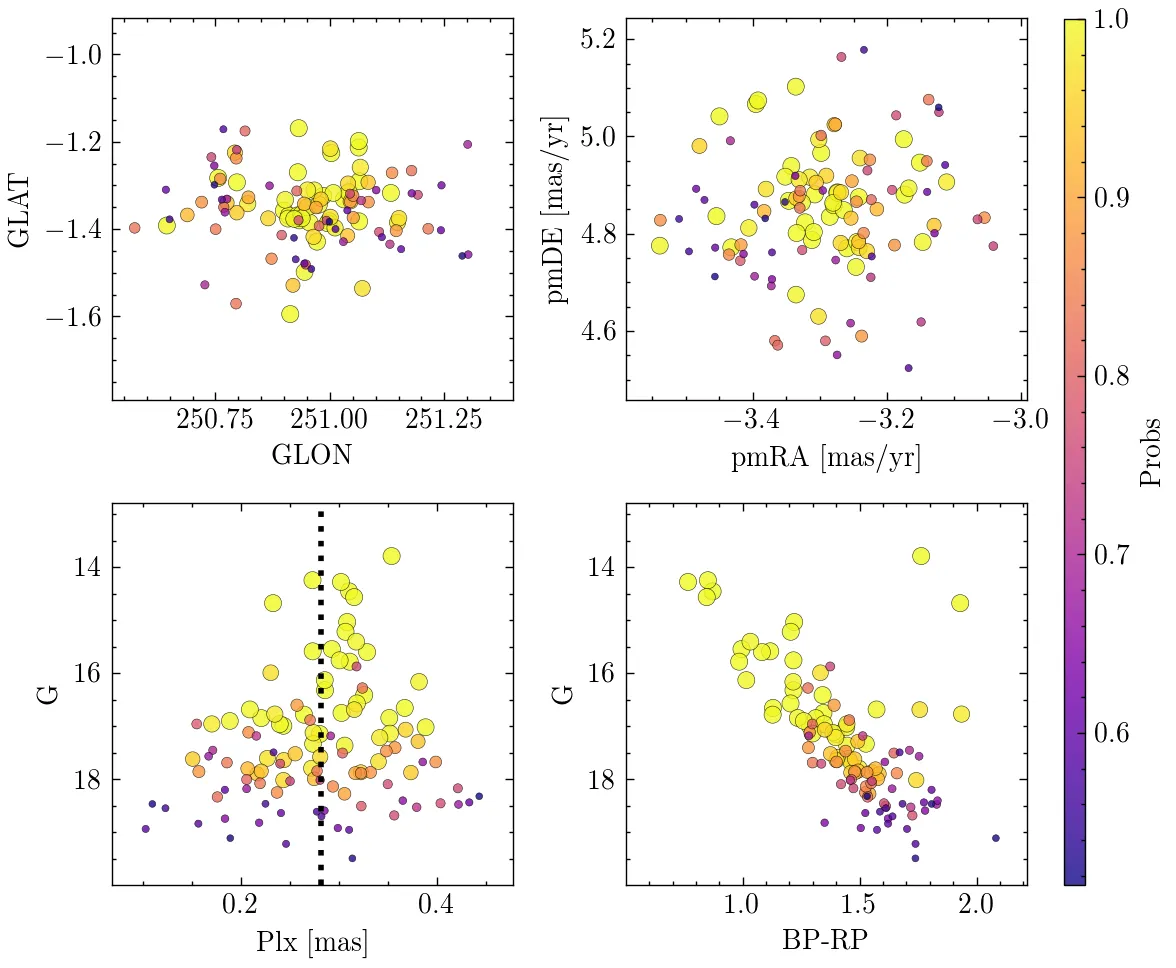 −1.0
−1.2
−1.4
−1.6
GLAT
250.75 251.00 251.25
GLON
5.2
5.0
4.8
4.6
pmDE [mas/yr]
−3.4 −3.2 −3.0
pmRA [mas/yr]
1.0
0.9
0.8
0.7
0.6
Probs
14
16
18
G
0.2 0.4
Plx [mas]
14
16
18
G
1.0 1.5 2.0
BP-RP